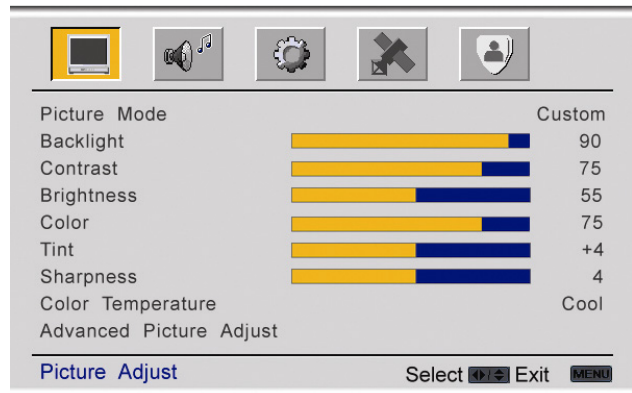 Picture Mode Custom
Backlight 90
Contrast 75
Brightness 55
Color 75
Tint +4
Sharpness 4
Color Temperature Cool
Advanced Picture Adjust
Picture Adjust Select / Exit MENU